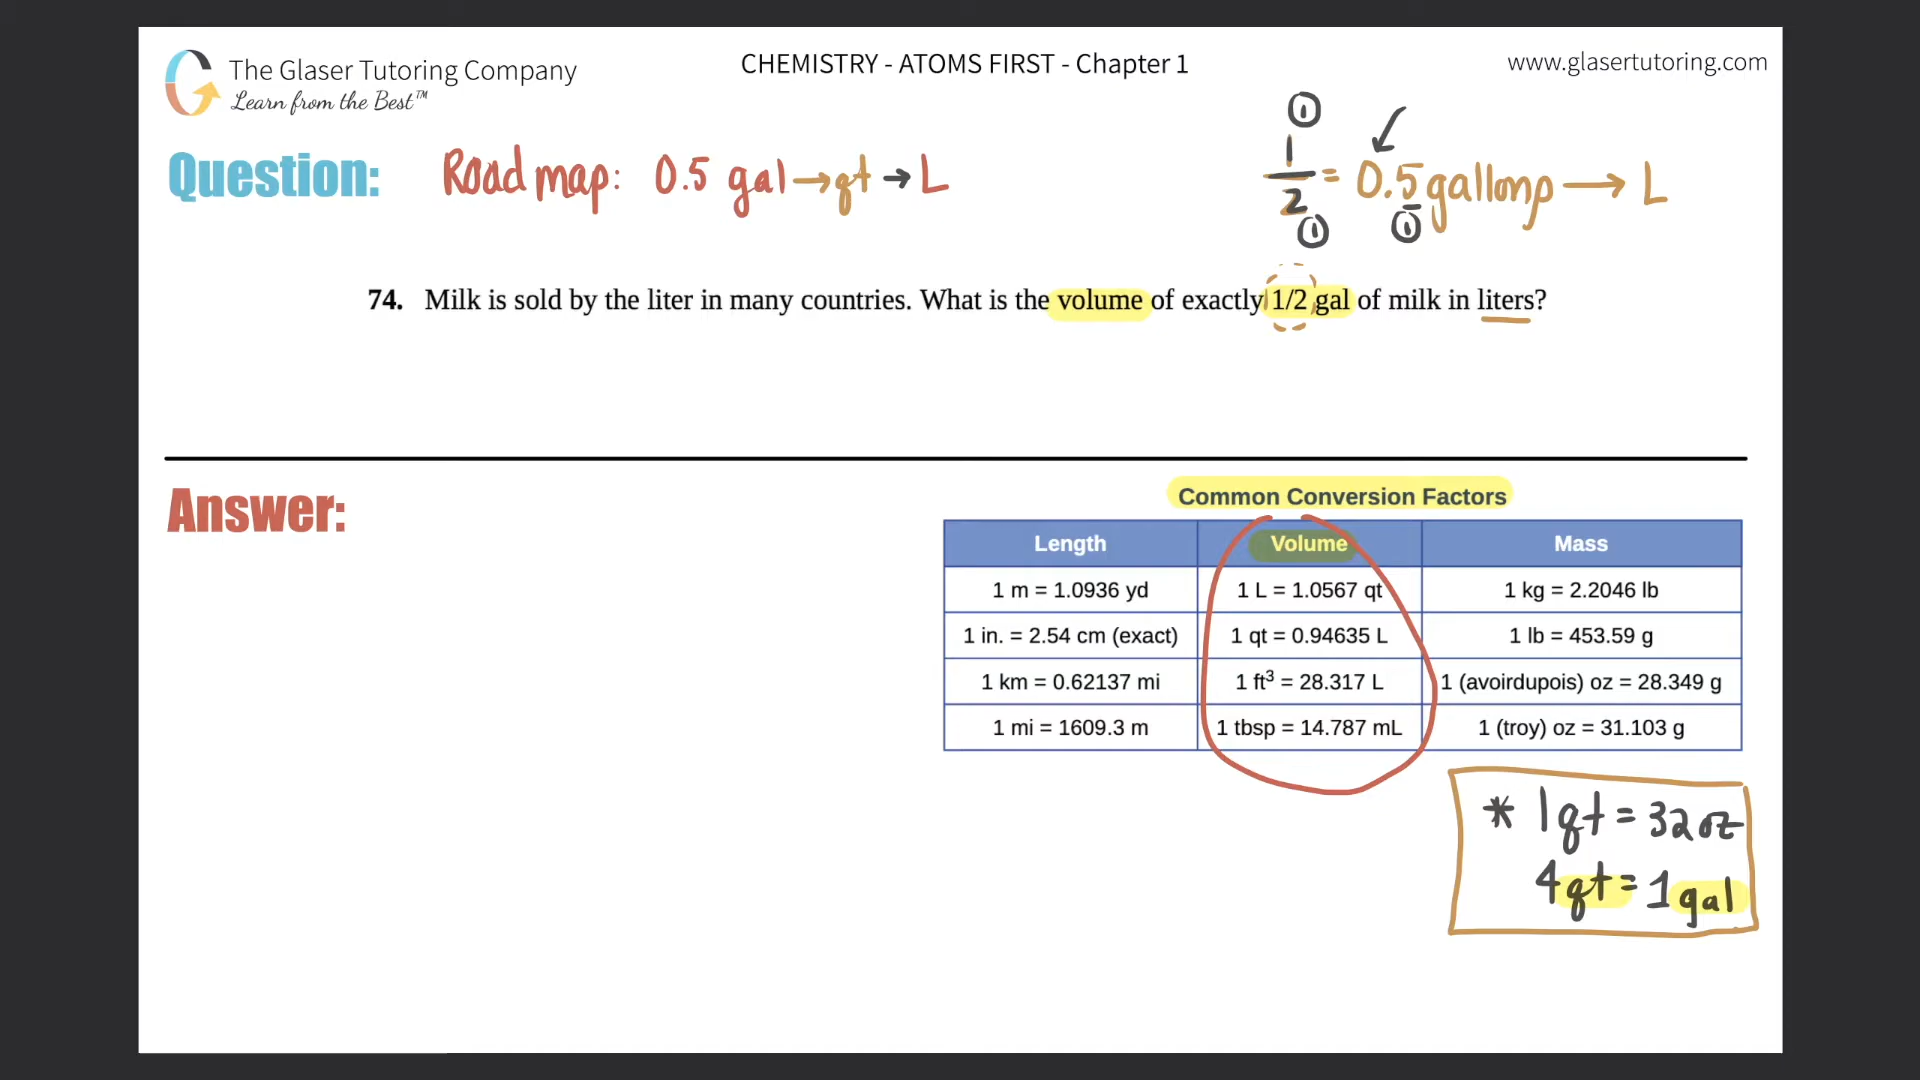 The Glaser Tutoring Company
Learn from the Best™
CHEMISTRY - ATOMS FIRST - Chapter 1
www.glasertutoring.com
Question:
Road map: 0.5 gal → qt → L
1
1/2 = 0.5 gallons → L
1 1
74. Milk is sold by the liter in many countries. What is the volume of exactly 1/2 gal of milk in liters?
Answer:
Common Conversion Factors
Length Volume Mass
1 m = 1.0936 yd 1 L = 1.0567 qt 1 kg = 2.2046 lb
1 in. = 2.54 cm (exact) 1 qt = 0.94635 L 1 lb = 453.59 g
1 km = 0.62137 mi 1 ft³ = 28.317 L 1 (avoirdupois) oz = 28.349 g
1 mi = 1609.3 m 1 tbsp = 14.787 mL 1 (troy) oz = 31.103 g
* 1 qt = 32 oz
4 qt = 1 gal